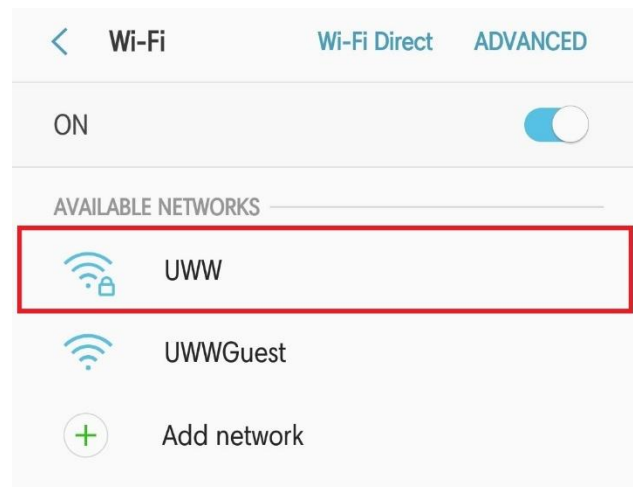 Wi-Fi Wi-Fi Direct ADVANCED
ON
AVAILABLE NETWORKS
UWW
UWWGuest
Add network